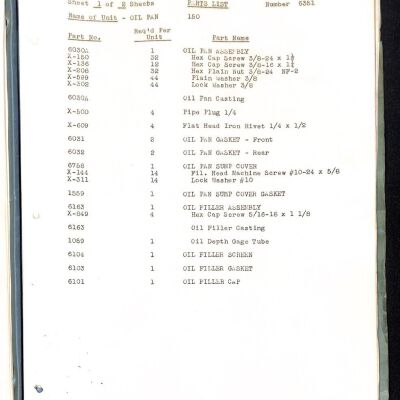 Sheet 1 of 2 Sheets PARTS LIST Number 6351
Name of Unit - OIL PAN 150
Part No. Req'd Per Unit Part Name
6030A 1 OIL PAN ASSEMBLY
X-150 32 Hex Cap Screw 3/8-24 x
X-136 12 Hex Cap Screw 3/8-16 x
X-208 32 Hex Plain Nut 3/8-24 NF-2
X-589 44 Plain Washer 3/8
X-302 44 Lock Washer 3/8
6030A Oil Pan Casting
X-500 4 Pipe Plug 1/4
X-609 4 Flat Head Iron Rivet 1/4 x 1/2
6031 2 OIL PAN GASKET - Front
6032 2 OIL PAN GASKET - Rear
6758 1 OIL PAN SUMP COVER
X-144 14 Fil. Head Machine Screw #10-24 x 5/8
X-311 14 Lock Washer #10
1559 1 OIL PAN SUMP COVER GASKET
6163 1 OIL FILLER ASSEMBLY
X-849 4 Hex Cap Screw 5/16-18 x 1 1/8
6163 Oil Filler Casting
1059 1 Oil Depth Gage Tube
6104 1 OIL FILLER SCREEN
6103 1 OIL FILLER GASKET
6101 1 OIL FILLER CAP